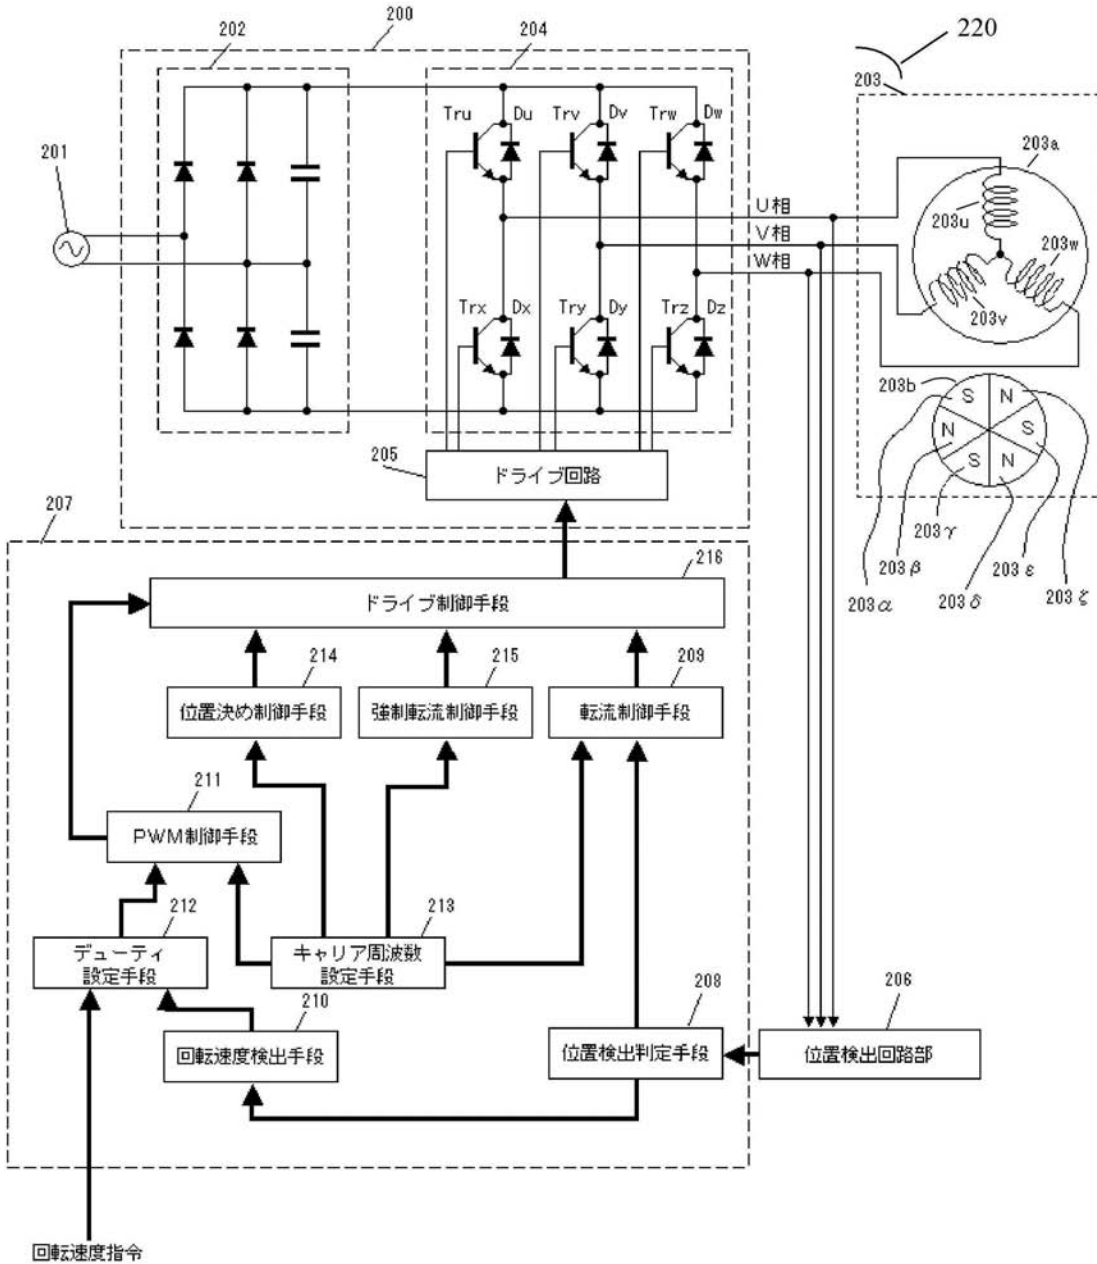 200
202
204
220
203
201
Tru Du Trv Dv Trw Dw
203a
U相
203u
V相
203w
W相
203v
Trx Dx Try Dy Trz Dz
203b
S N
N S
S N
205
ドライブ回路
203γ
203β
203ε
203α
203δ
203ζ
207
216
ドライブ制御手段
214
215
209
位置決め制御手段
強制転流制御手段
転流制御手段
211
PWM制御手段
212
213
デューティ
設定手段
キャリア周波数
設定手段
210
208
206
回転速度検出手段
位置検出判定手段
位置検出回路部
回転速度指令